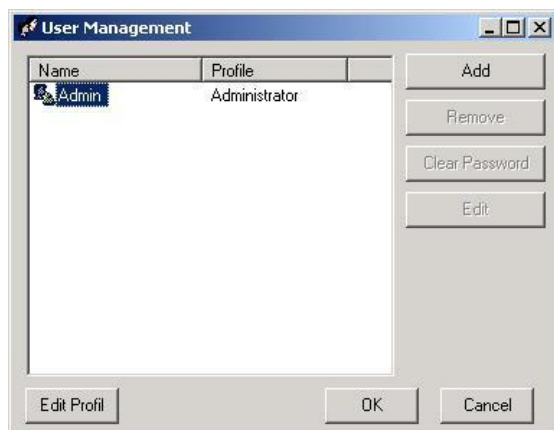 User Management
Name Profile
Admin Administrator
Add
Remove
Clear Password
Edit
Edit Profil
OK
Cancel